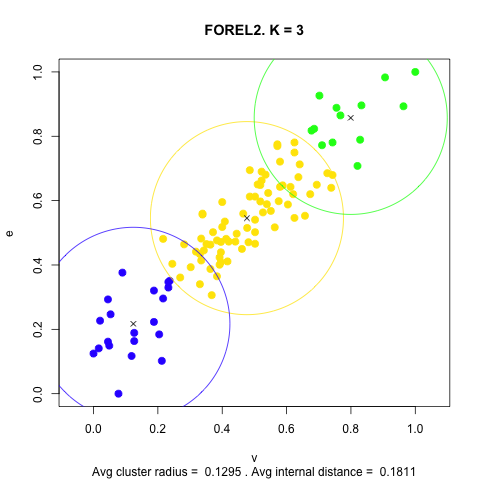 FOREL2. K = 3
e
1.0
0.8
0.6
0.4
0.2
0.0
0.0 0.2 0.4 0.6 0.8 1.0
v
Avg cluster radius = 0.1295 . Avg internal distance = 0.1811